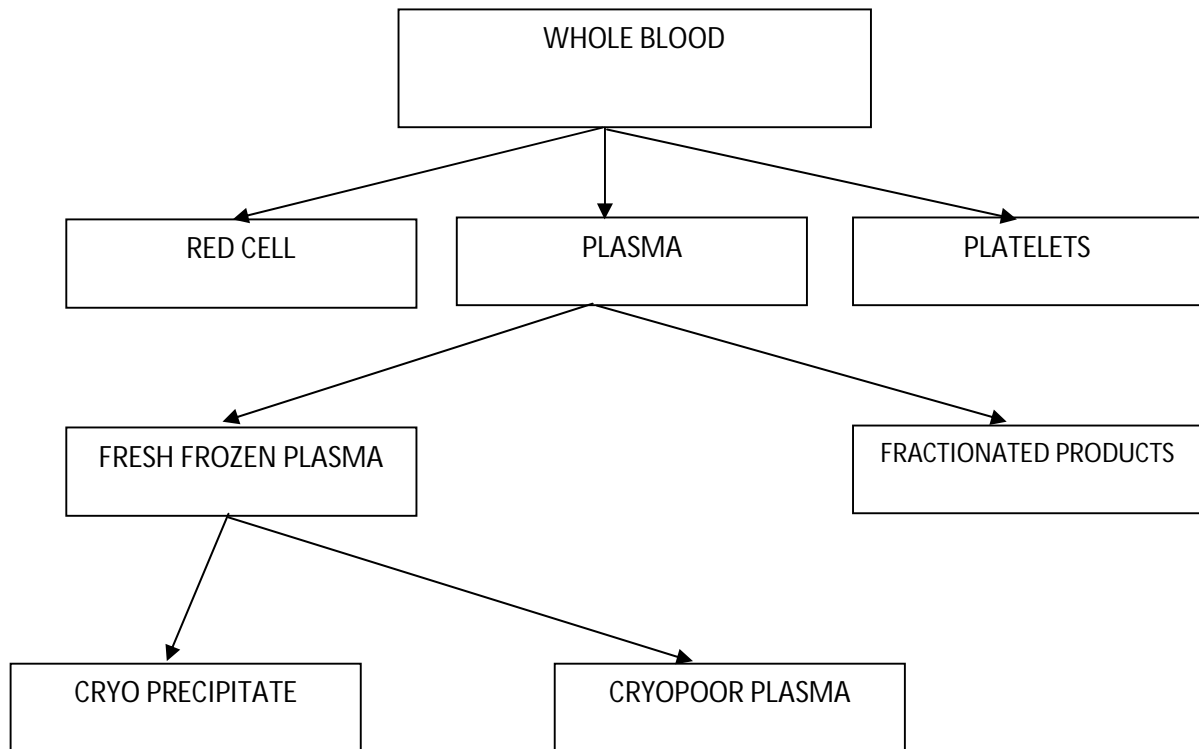 WHOLE BLOOD
RED CELL
PLASMA
PLATELETS
FRESH FROZEN PLASMA
FRACTIONATED PRODUCTS
CRYO PRECIPITATE
CRYOPOOR PLASMA